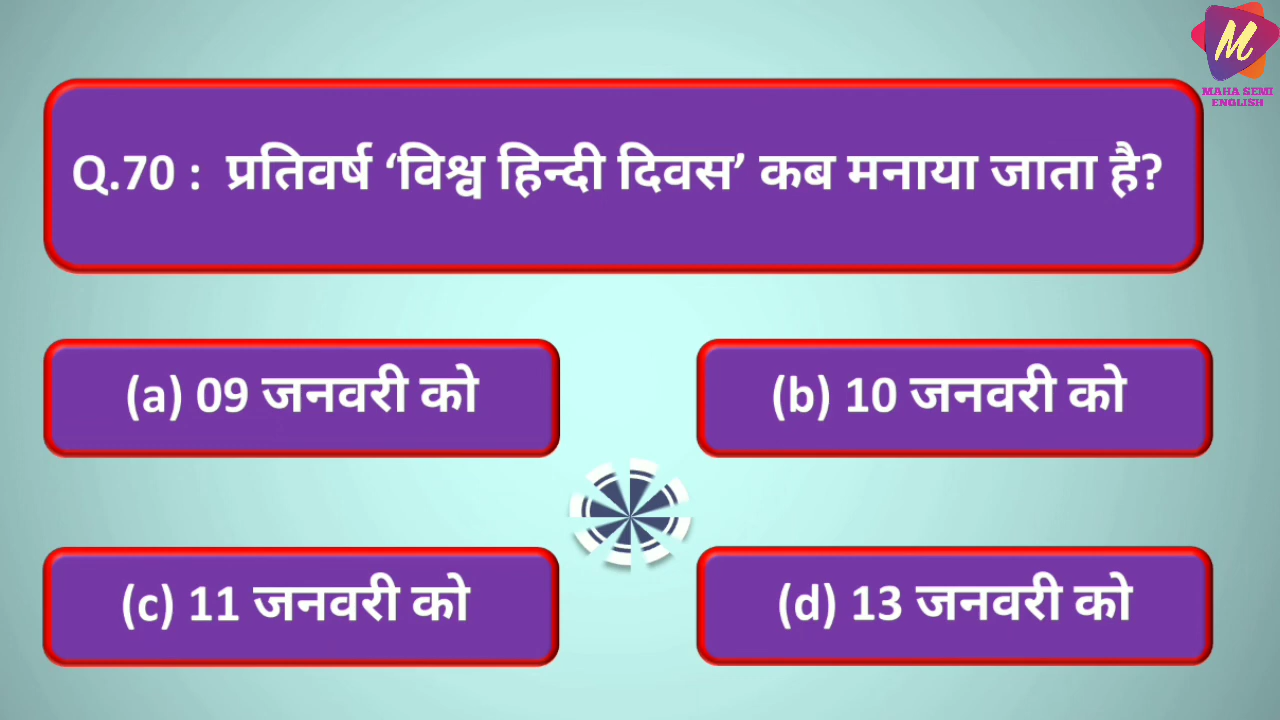 MAHA SEMI
ENGLISH
Q.70 : प्रतिवर्ष ‘विश्व हिन्दी दिवस’ कब मनाया जाता है?
(a) 09 जनवरी को
(b) 10 जनवरी को
(c) 11 जनवरी को
(d) 13 जनवरी को